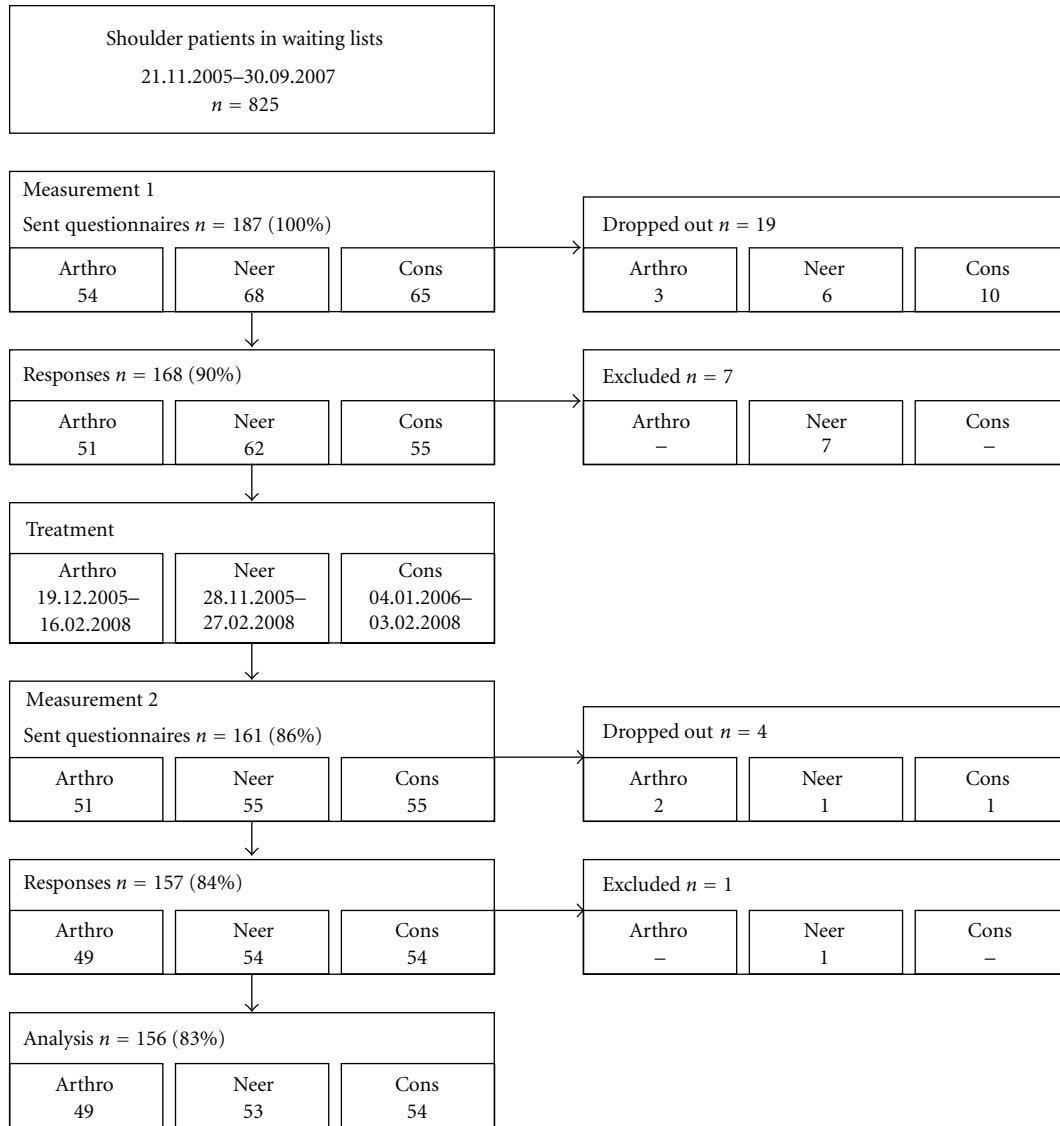 Shoulder patients in waiting lists
21.11.2005–30.09.2007
n = 825
Measurement 1
Sent questionnaires n = 187 (100%)
Arthro
54
Neer
68
Cons
65
Dropped out n = 19
Arthro
3
Neer
6
Cons
10
Responses n = 168 (90%)
Arthro
51
Neer
62
Cons
55
Excluded n = 7
Arthro
–
Neer
7
Cons
–
Treatment
Arthro
19.12.2005–
16.02.2008
Neer
28.11.2005–
27.02.2008
Cons
04.01.2006–
03.02.2008
Measurement 2
Sent questionnaires n = 161 (86%)
Arthro
51
Neer
55
Cons
55
Dropped out n = 4
Arthro
2
Neer
1
Cons
1
Responses n = 157 (84%)
Arthro
49
Neer
54
Cons
54
Excluded n = 1
Arthro
–
Neer
1
Cons
–
Analysis n = 156 (83%)
Arthro
49
Neer
53
Cons
54